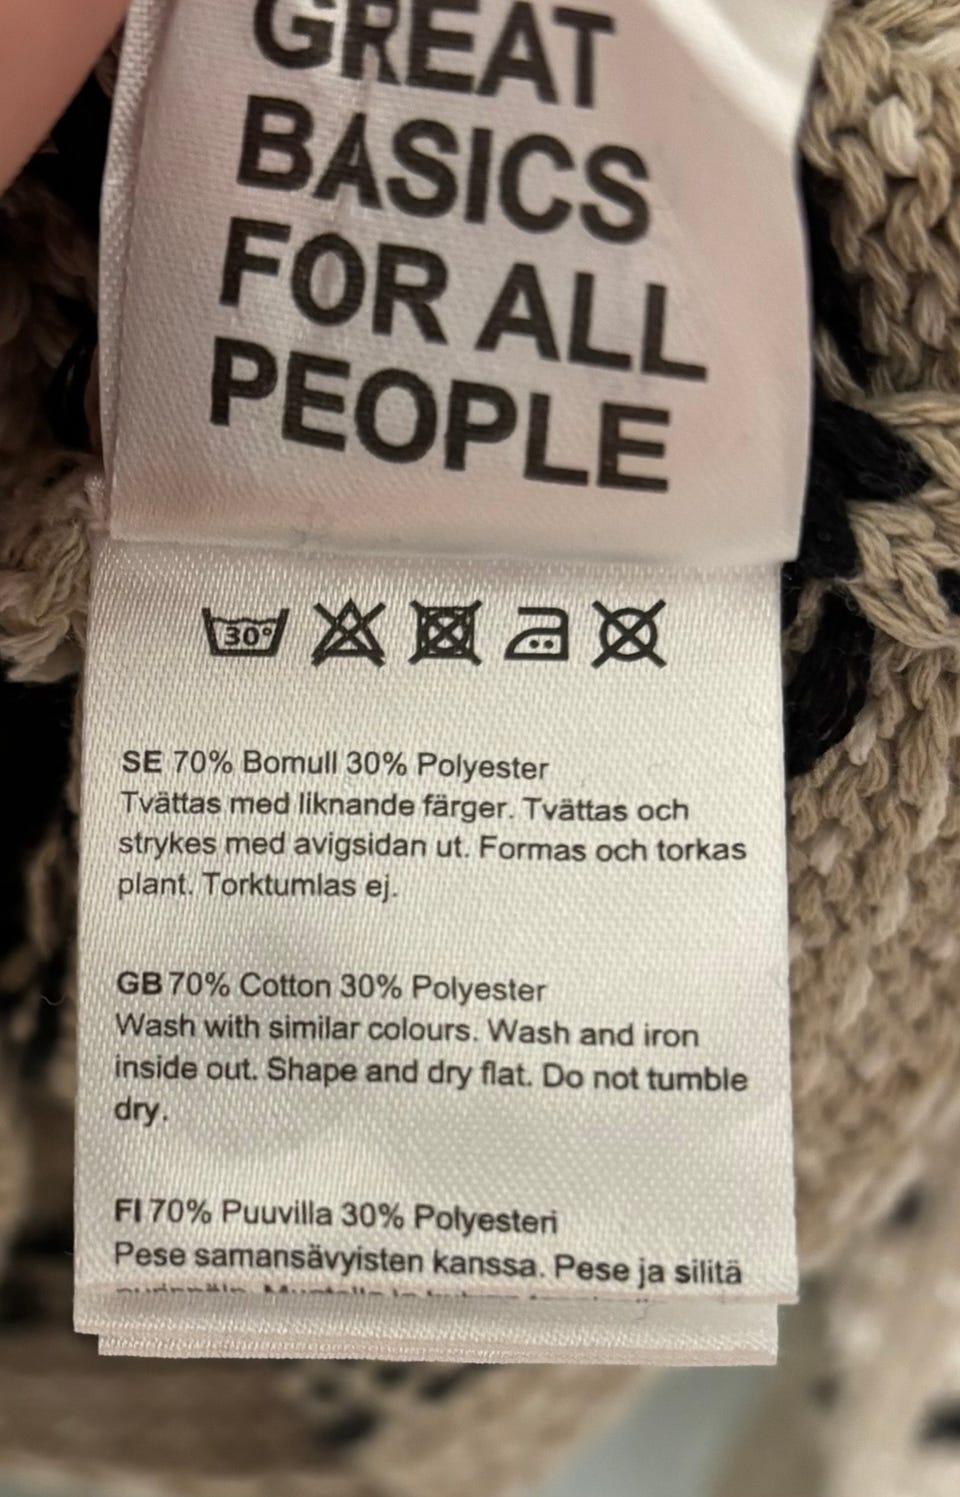 GREAT
BASICS
FOR ALL
PEOPLE
30°
SE 70% Bomull 30% Polyester
Tvättas med liknande färger. Tvättas och
strykes med avigsidan ut. Formas och torkas
plant. Torktumlas ej.
GB 70% Cotton 30% Polyester
Wash with similar colours. Wash and iron
inside out. Shape and dry flat. Do not tumble
dry.
FI 70% Puuvilla 30% Polyesteri
Pese samansävyisten kanssa. Pese ja silitä